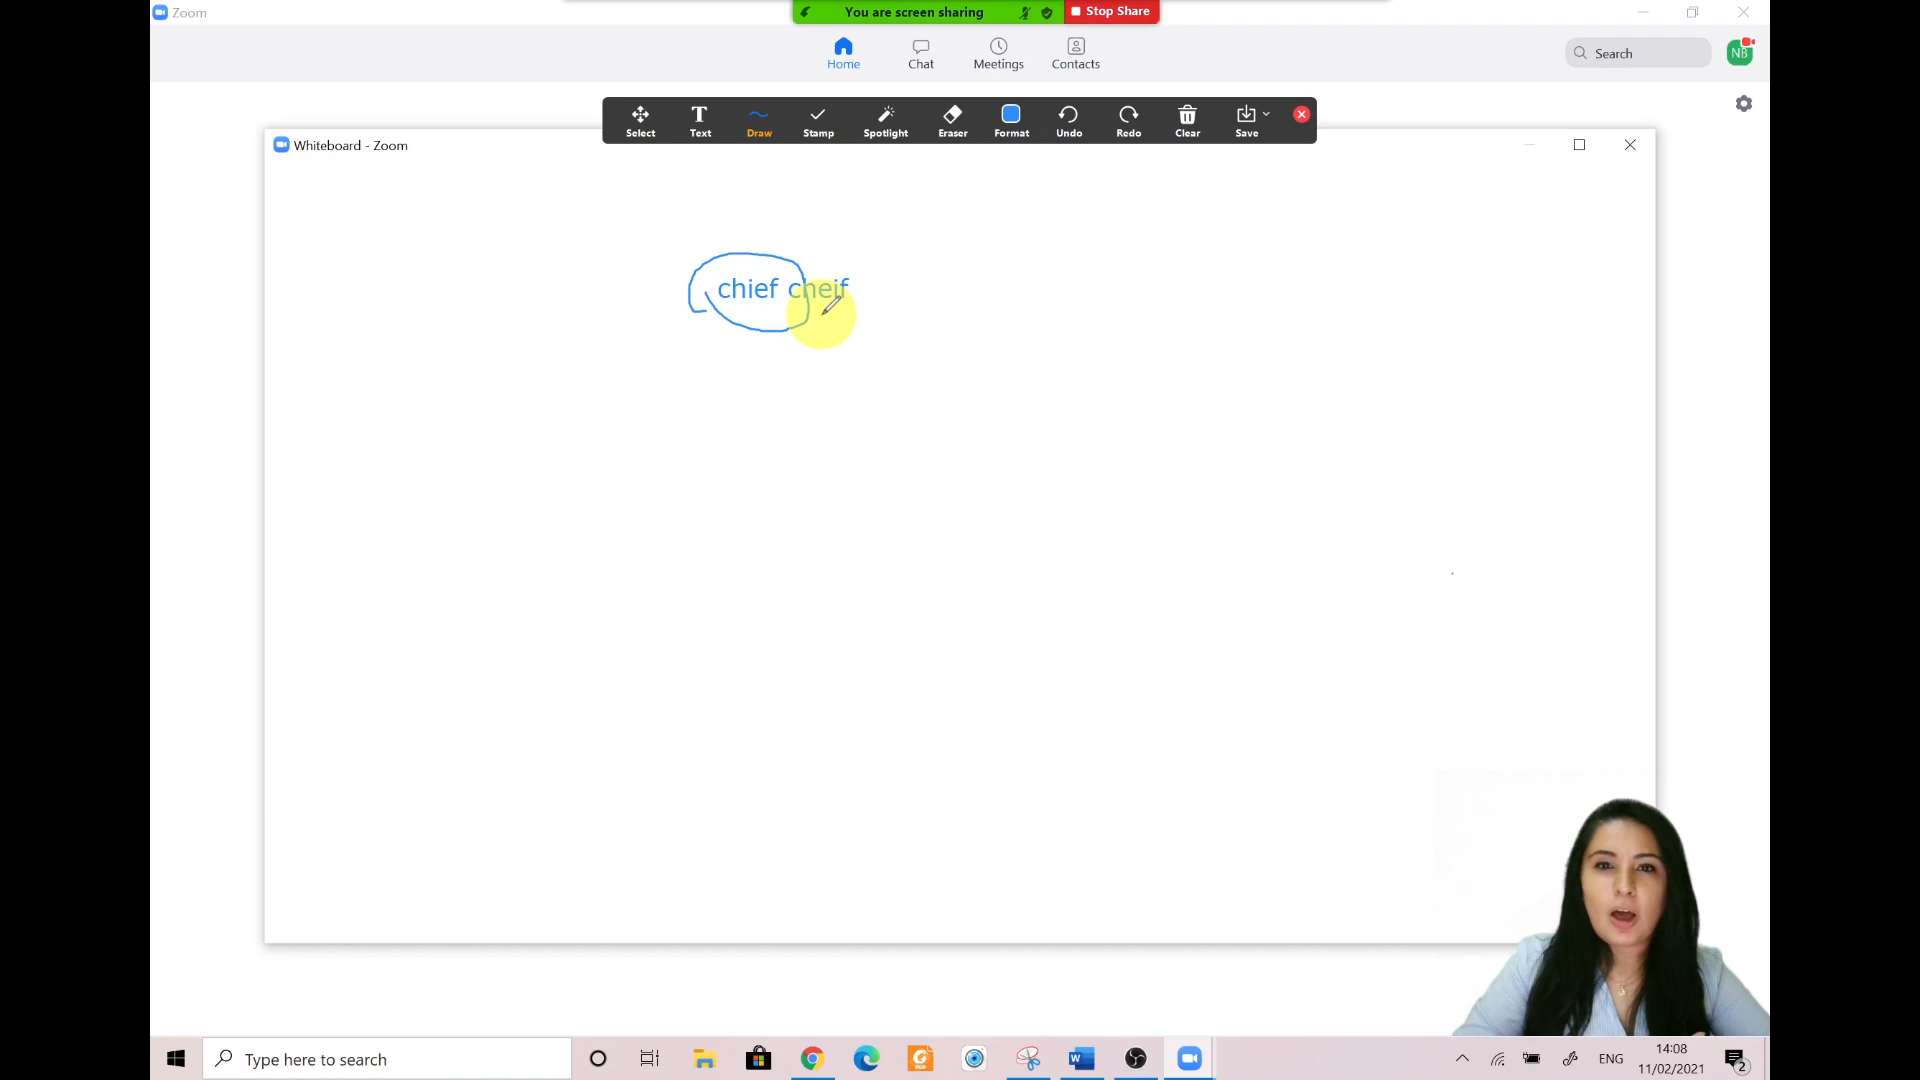 Zoom
You are screen sharing
Stop Share
Home
Chat
Meetings
Contacts
Search
NB
Select
Text
Draw
Stamp
Spotlight
Eraser
Format
Undo
Redo
Clear
Save
Whiteboard - Zoom
chief cheif
Type here to search
W
ENG
14:08
11/02/2021
2